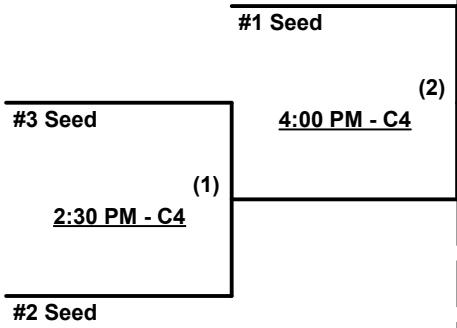 #1 Seed
(2)
#3 Seed
4:00 PM - C4
(1)
2:30 PM - C4
#2 Seed